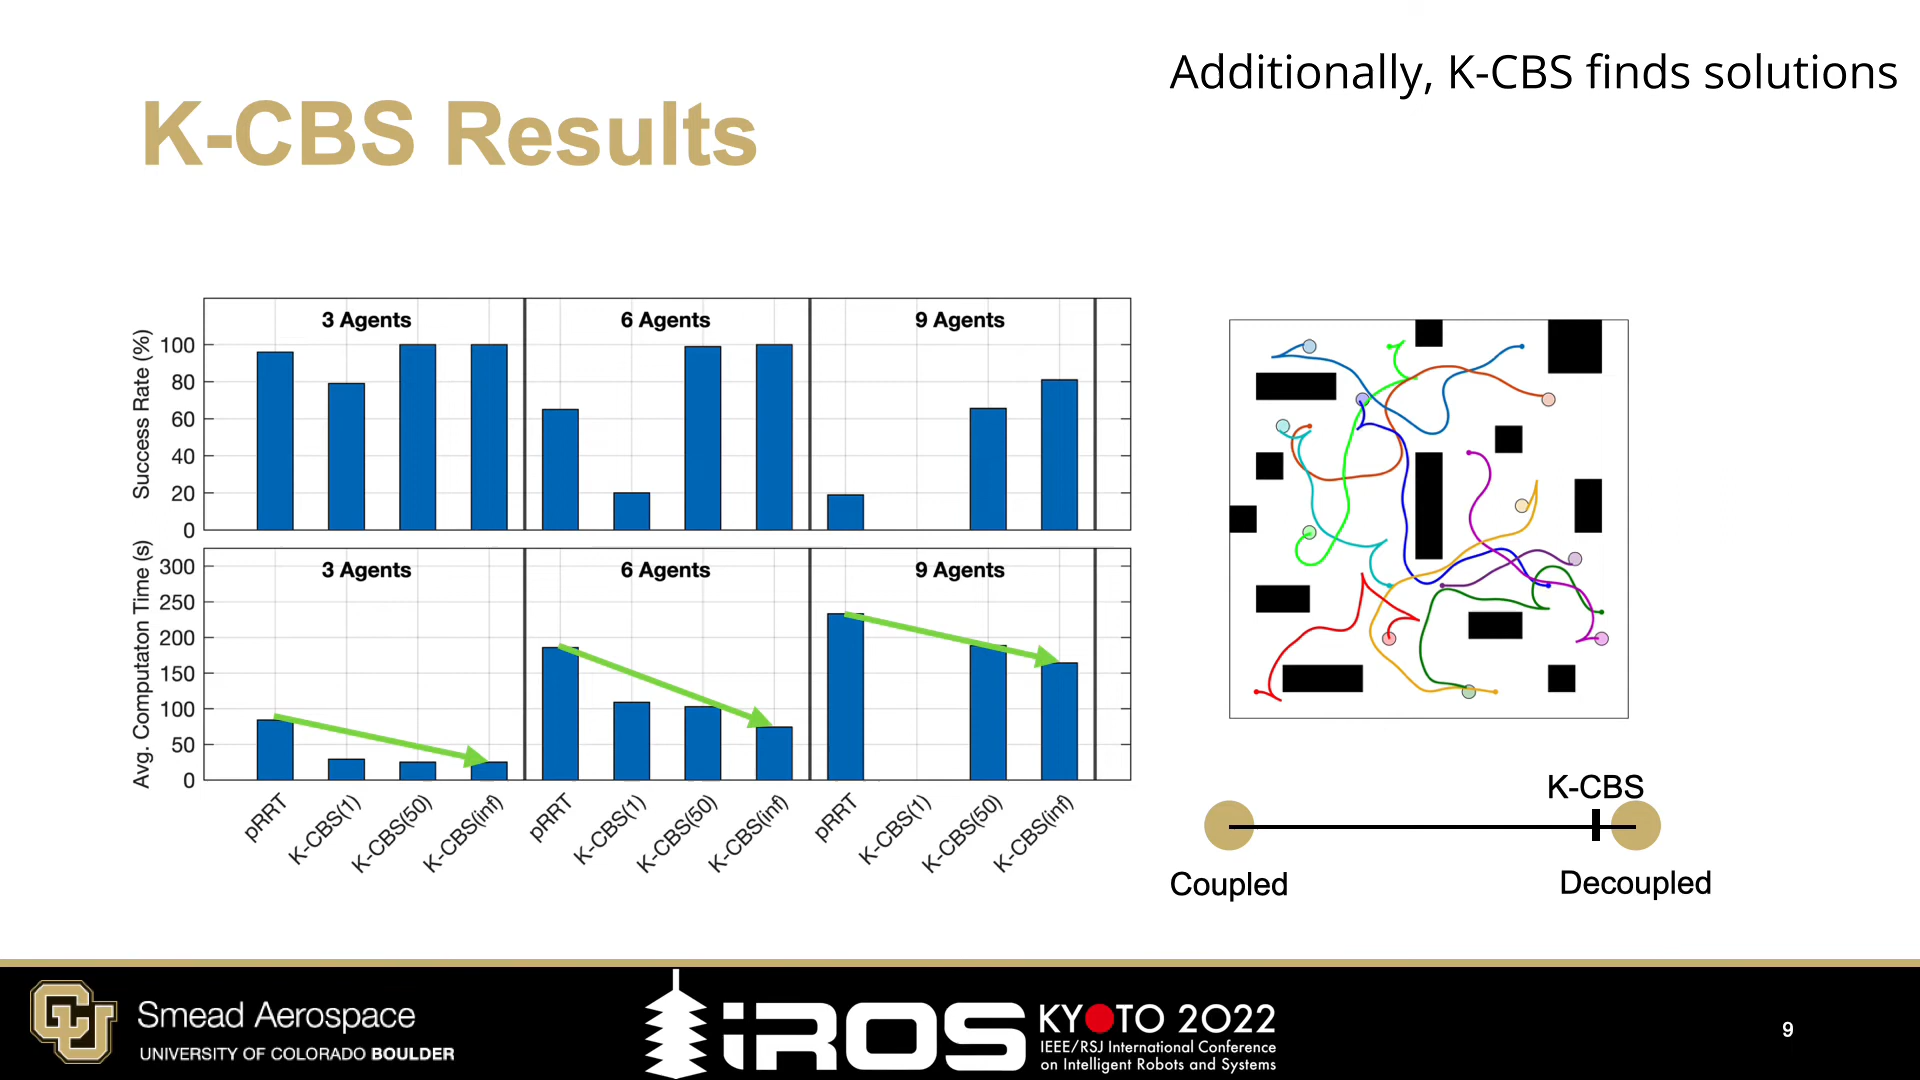 Additionally, K-CBS finds solutions
K-CBS Results
3 Agents
6 Agents
9 Agents
Success Rate (%)
100
80
60
40
20
0
3 Agents
6 Agents
9 Agents
Avg. Computaton Time (s)
300
250
200
150
100
50
0
pRRT
K-CBS(1)
K-CBS(50)
K-CBS(inf)
pRRT
K-CBS(1)
K-CBS(50)
K-CBS(inf)
pRRT
K-CBS(1)
K-CBS(50)
K-CBS(inf)
K-CBS
Coupled
Decoupled
CU
Smead Aerospace
UNIVERSITY OF COLORADO BOULDER
iROS
KYOTO 2022
IEEE/RSJ International Conference
on Intelligent Robots and Systems
9